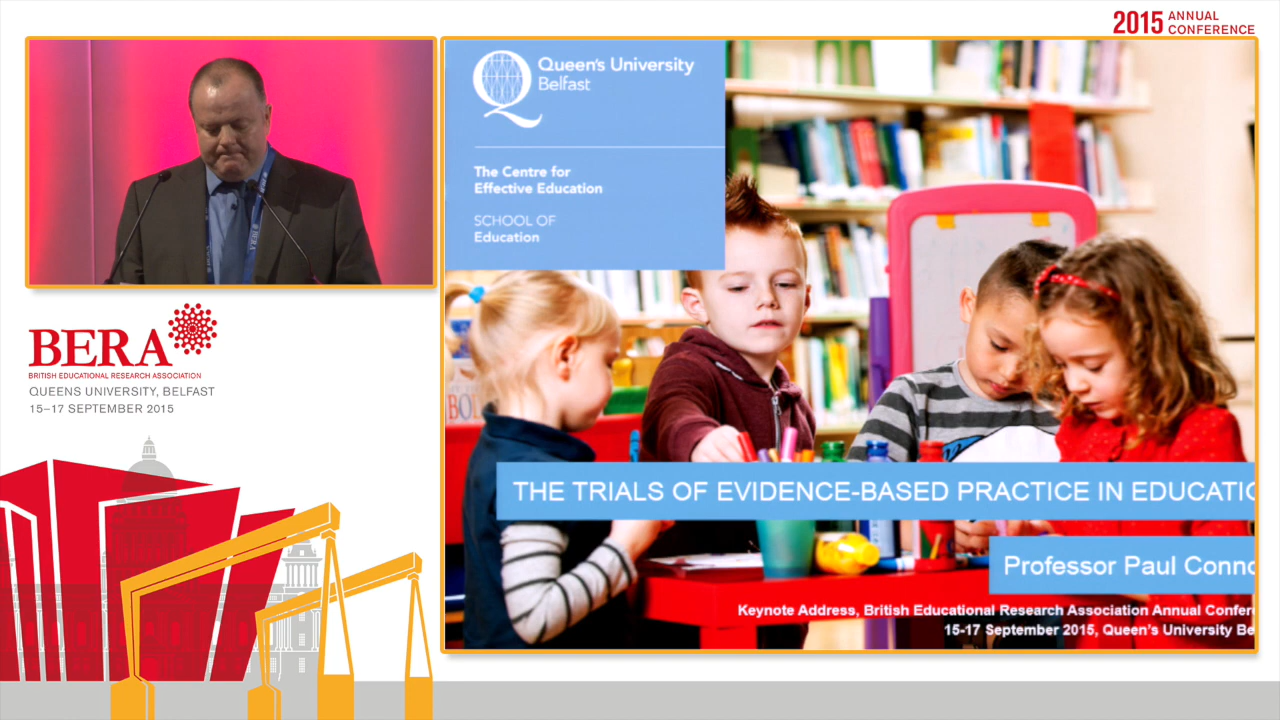 2015 ANNUAL
CONFERENCE
BERA
BRITISH EDUCATIONAL RESEARCH ASSOCIATION
QUEENS UNIVERSITY, BELFAST
15–17 SEPTEMBER 2015
Queen's University
Belfast
The Centre for
Effective Education
SCHOOL OF
Education
THE TRIALS OF EVIDENCE-BASED PRACTICE IN EDUCATIO
Professor Paul Conno
Keynote Address, British Educational Research Association Annual Confere
15-17 September 2015, Queen's University Be